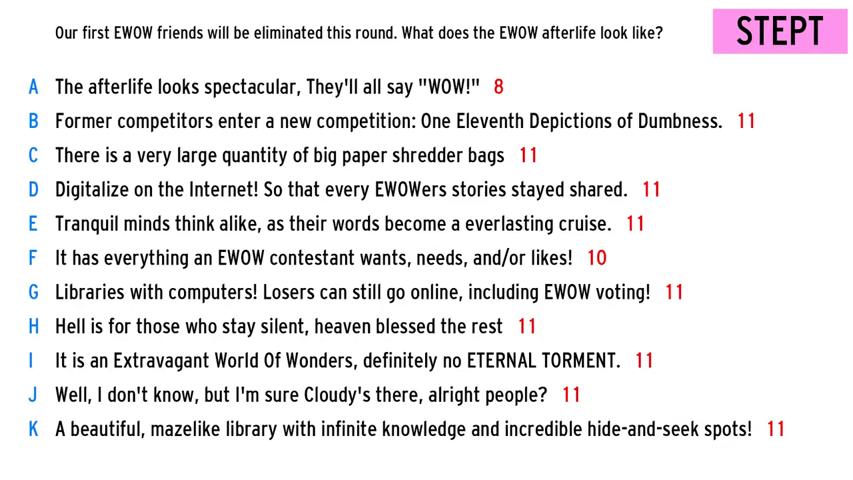 Our first EWOW friends will be eliminated this round. What does the EWOW afterlife look like?
STEPT
A The afterlife looks spectacular, They'll all say "WOW!" 8
B Former competitors enter a new competition: One Eleventh Depictions of Dumbness. 11
C There is a very large quantity of big paper shredder bags 11
D Digitalize on the Internet! So that every EWOWers stories stayed shared. 11
E Tranquil minds think alike, as their words become a everlasting cruise. 11
F It has everything an EWOW contestant wants, needs, and/or likes! 10
G Libraries with computers! Losers can still go online, including EWOW voting! 11
H Hell is for those who stay silent, heaven blessed the rest 11
I It is an Extravagant World Of Wonders, definitely no ETERNAL TORMENT. 11
J Well, I don't know, but I'm sure Cloudy's there, alright people? 11
K A beautiful, mazelike library with infinite knowledge and incredible hide-and-seek spots! 11